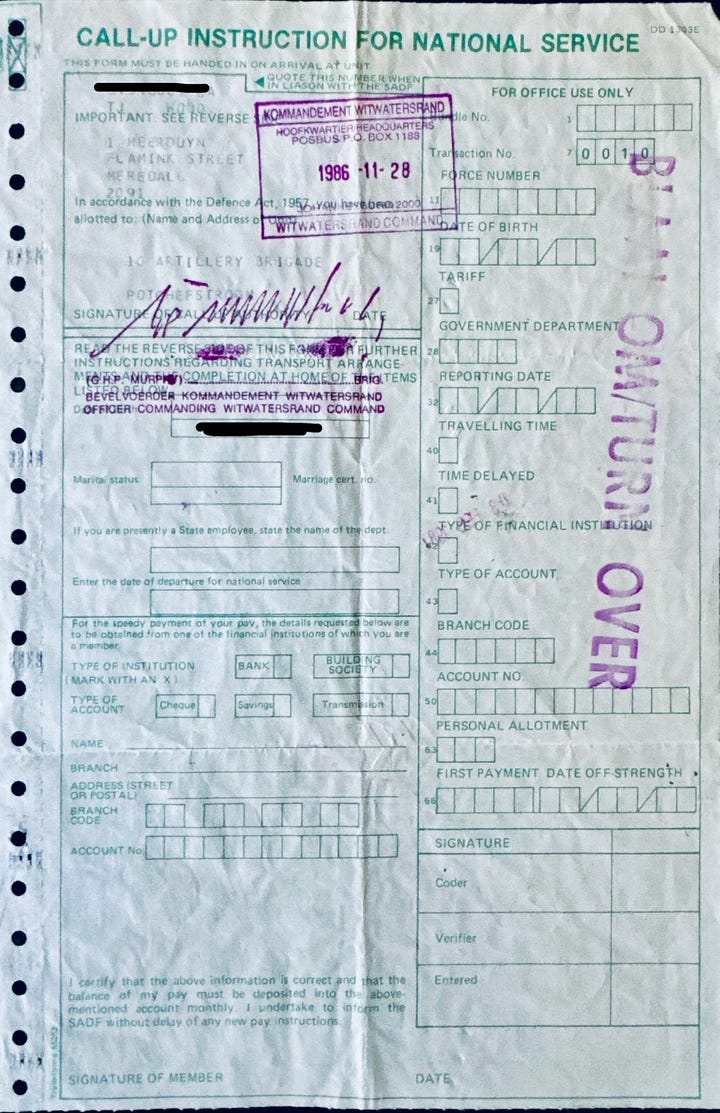 DD 1303E
CALL-UP INSTRUCTION FOR NATIONAL SERVICE
THIS FORM MUST BE HANDED IN ON ARRIVAL AT UNIT
QUOTE THIS NUMBER WHEN
IN LIASON WITH THE SADF
IMPORTANT SEE REVERSE
1 MEERDUYN
FLAMINK STREET
MEREDALE
2091
KOMMANDEMENT WITWATERSRAND
HOOFKWARTIER HEADQUARTERS
POSBUS P.O. BOX 1188
1986 -11- 28
2000
WITWATERSRAND COMMAND
In accordance with the Defence Act, 1957, you have been
allotted to: (Name and Address of Unit)
10 ARTILLERY BRIGADE
POTCHEFSTROOM
SIGNATURE OF DATE
READ THE REVERSE SIDE OF THIS FORM FOR FURTHER
INSTRUCTIONS REGARDING TRANSPORT ARRANGE-
MENTS AND COMPLETION AT HOME OF ITEMS
LISTED BELOW
(G.H.P. MURPHY) BRIG.
BEVELVOERDER KOMMANDEMENT WITWATERSRAND
OFFICER COMMANDING WITWATERSRAND COMMAND
Marital status
Marriage cert. no.
If you are presently a State employee, state the name of the dept.
Enter the date of departure for national service
For the speedy payment of your pay, the details requested below are
to be obtained from one of the financial institutions of which you are
a member.
TYPE OF INSTITUTION
(MARK WITH AN X)
BANK
BUILDING
SOCIETY
TYPE OF
ACCOUNT
Cheque
Savings
Transmission
NAME
BRANCH
ADDRESS (STREET
OR POSTAL)
BRANCH
CODE
ACCOUNT No.
I certify that the above information is correct and that the
balance of my pay must be deposited into the above-
mentioned account monthly. I undertake to inform the
SADF without delay of any new pay instructions.
SIGNATURE OF MEMBER
DATE
FOR OFFICE USE ONLY
Bundle No. 1
Transaction No. 7 0 0 1 0
FORCE NUMBER
11
DATE OF BIRTH
19
TARIFF
27
GOVERNMENT DEPARTMENT
28
REPORTING DATE
32
TRAVELLING TIME
40
TIME DELAYED
41
TYPE OF FINANCIAL INSTITUTION
42
TYPE OF ACCOUNT
43
BRANCH CODE
44
ACCOUNT NO.
50
PERSONAL ALLOTMENT
63
FIRST PAYMENT DATE OFF-STRENGTH
66
SIGNATURE
Coder
Verifier
Entered
BLAAI OM/TURN OVER